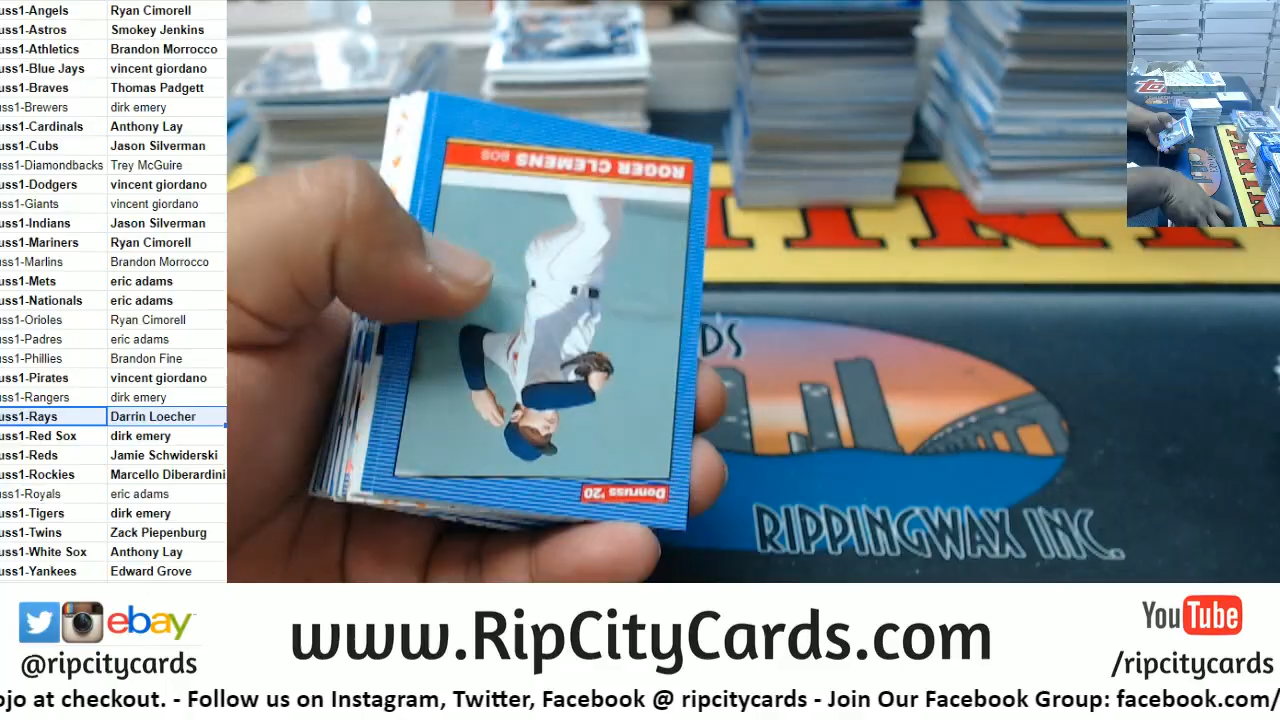 uss1-Angels Ryan Cimorell
uss1-Astros Smokey Jenkins
uss1-Athletics Brandon Morrocco
uss1-Blue Jays vincent giordano
uss1-Braves Thomas Padgett
uss1-Brewers dirk emery
uss1-Cardinals Anthony Lay
uss1-Cubs Jason Silverman
uss1-Diamondbacks Trey McGuire
uss1-Dodgers vincent giordano
uss1-Giants vincent giordano
uss1-Indians Jason Silverman
uss1-Mariners Ryan Cimorell
uss1-Marlins Brandon Morrocco
uss1-Mets eric adams
uss1-Nationals eric adams
uss1-Orioles Ryan Cimorell
uss1-Padres eric adams
uss1-Phillies Brandon Fine
uss1-Pirates vincent giordano
uss1-Rangers dirk emery
uss1-Rays Darrin Loecher
uss1-Red Sox dirk emery
uss1-Reds Jamie Schwiderski
uss1-Rockies Marcello Diberardini
uss1-Royals eric adams
uss1-Tigers dirk emery
uss1-Twins Zack Piepenburg
uss1-White Sox Anthony Lay
uss1-Yankees Edward Grove
ROGER CLEMENS BOS
Donruss '20
RIPPINGWAX INC.
ebay
@ripcitycards
www.RipCityCards.com
YouTube
/ripcitycards
ojo at checkout. - Follow us on Instagram, Twitter, Facebook @ ripcitycards - Join Our Facebook Group: facebook.com/